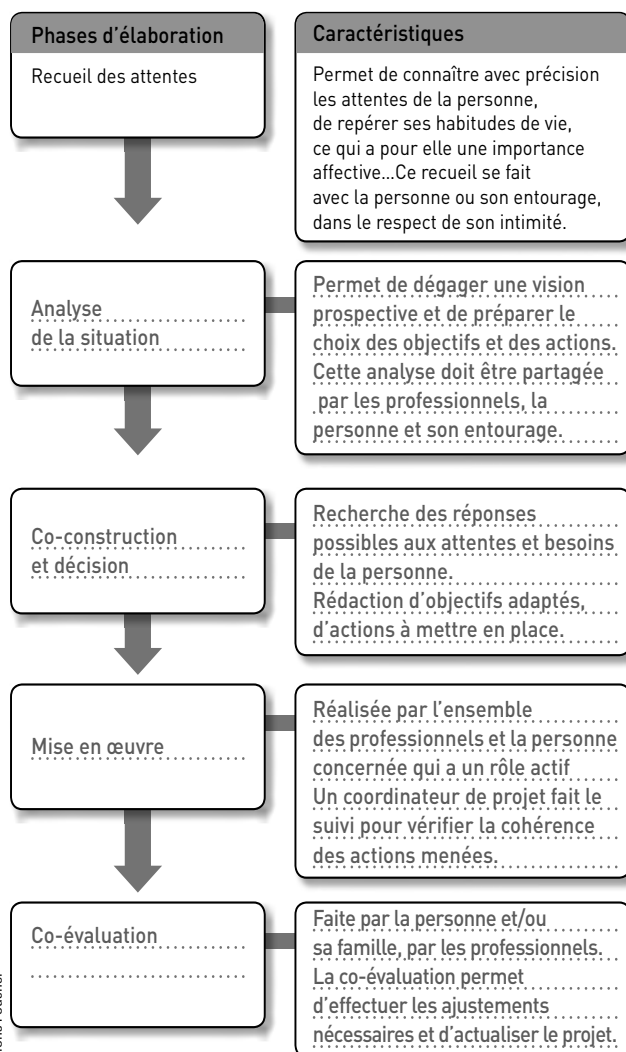 Phases d'élaboration
Recueil des attentes
Caractéristiques
Permet de connaître avec précision
les attentes de la personne,
de repérer ses habitudes de vie,
ce qui a pour elle une importance
affective...Ce recueil se fait
avec la personne ou son entourage,
dans le respect de son intimité.
Analyse
de la situation
Permet de dégager une vision
prospective et de préparer le
choix des objectifs et des actions.
Cette analyse doit être partagée
par les professionnels, la
personne et son entourage.
Co-construction
et décision
Recherche des réponses
possibles aux attentes et besoins
de la personne.
Rédaction d'objectifs adaptés,
d'actions à mettre en place.
Mise en œuvre
Réalisée par l'ensemble
des professionnels et la personne
concernée qui a un rôle actif
Un coordinateur de projet fait le
suivi pour vérifier la cohérence
des actions menées.
Co-évaluation
Faite par la personne et/ou
sa famille, par les professionnels.
La co-évaluation permet
d'effectuer les ajustements
nécessaires et d'actualiser le projet.